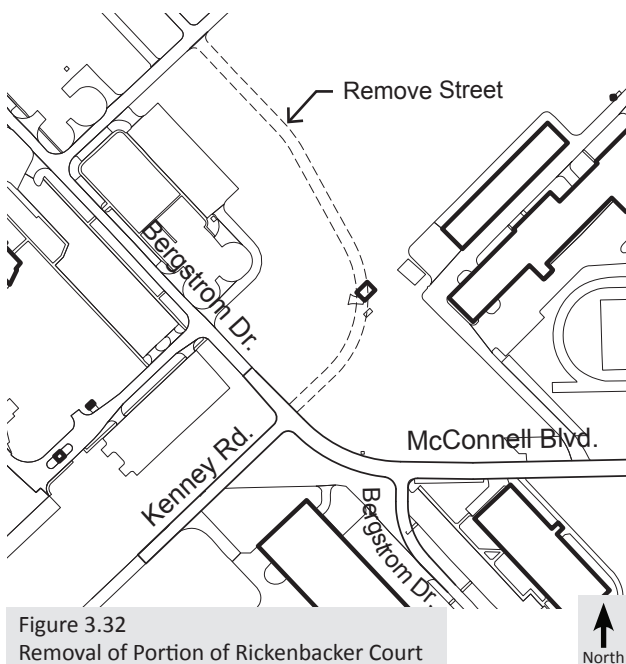 Remove Street
Bergstrom Dr.
McConnell Blvd.
Kenney Rd.
Bergstrom Dr.
Figure 3.32
Removal of Portion of Rickenbacker Court
North